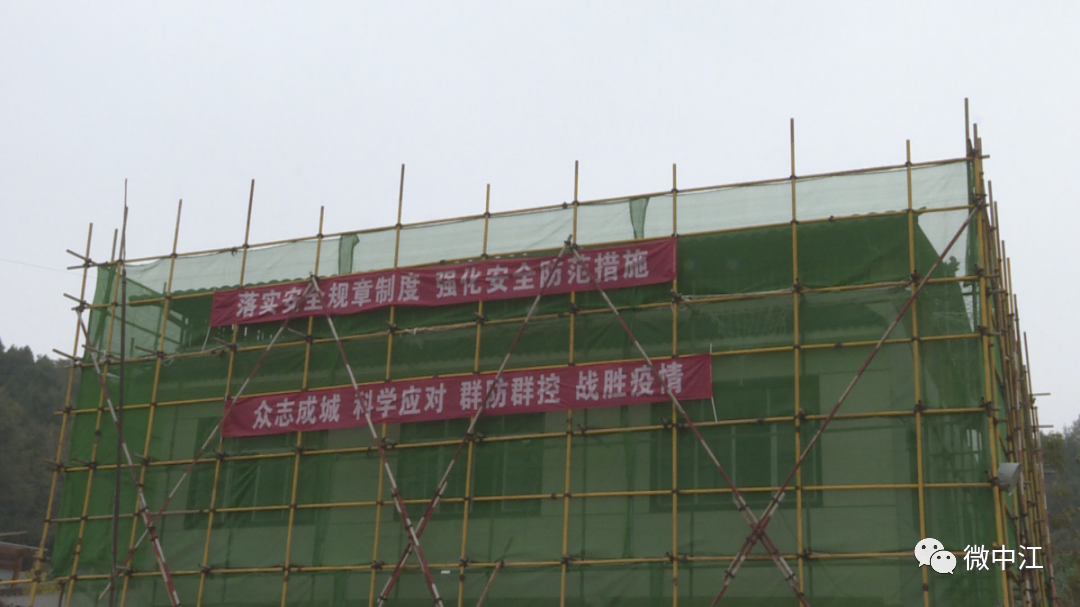 落实安全规章制度 强化安全防范措施
众志成城 科学应对 群防群控 战胜疫情
微中江